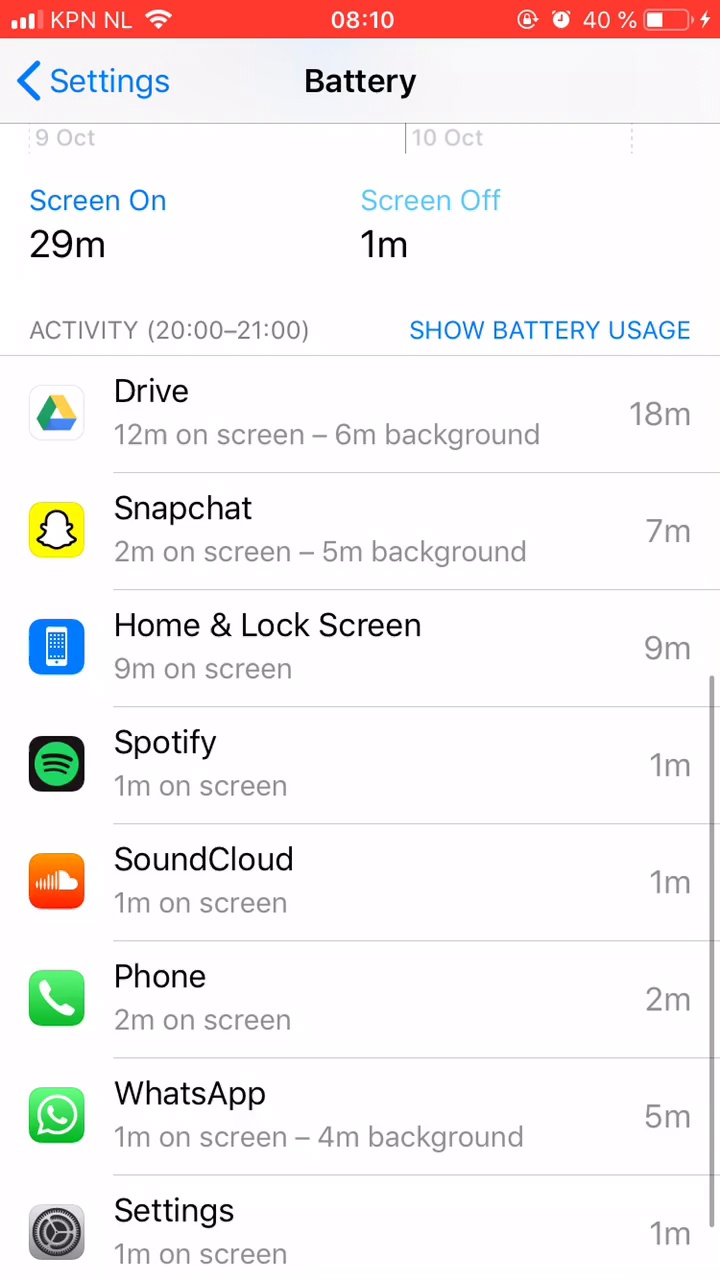 KPN NL 08:10 40 %
Settings Battery
9 Oct 10 Oct
Screen On Screen Off
29m 1m
ACTIVITY (20:00–21:00) SHOW BATTERY USAGE
Drive
12m on screen – 6m background 18m
Snapchat
2m on screen – 5m background 7m
Home & Lock Screen
9m on screen 9m
Spotify
1m on screen 1m
SoundCloud
1m on screen 1m
Phone
2m on screen 2m
WhatsApp
1m on screen – 4m background 5m
Settings
1m on screen 1m